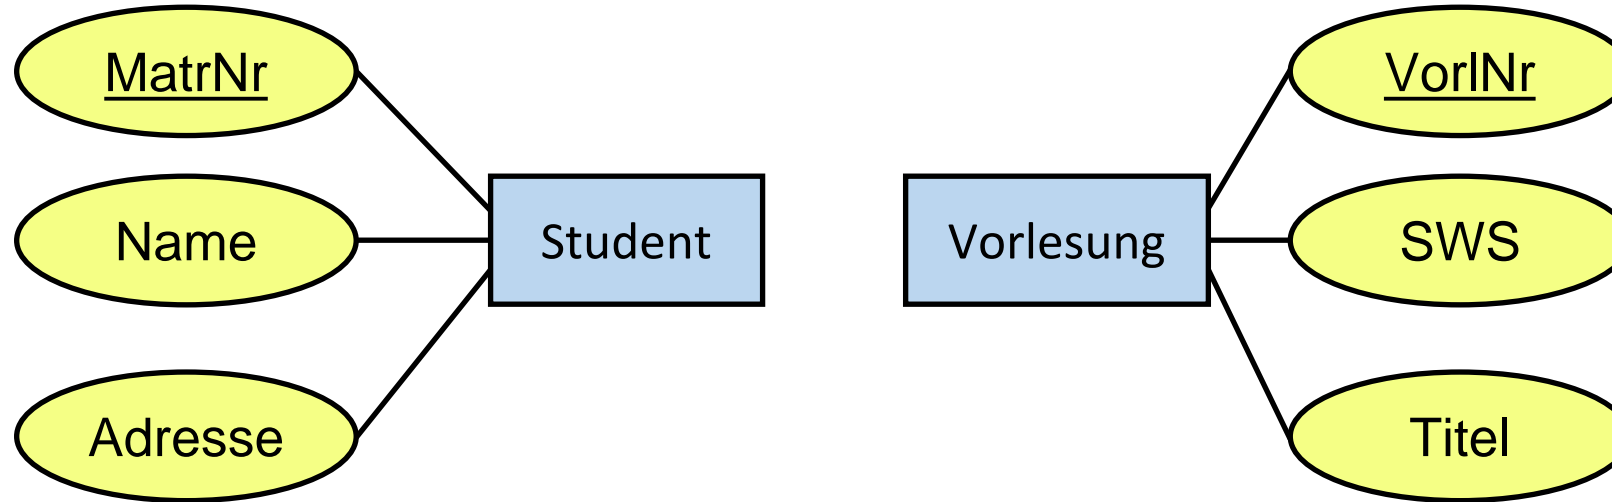 MatrNr
Name
Adresse
Student
Vorlesung
VorlNr
SWS
Titel